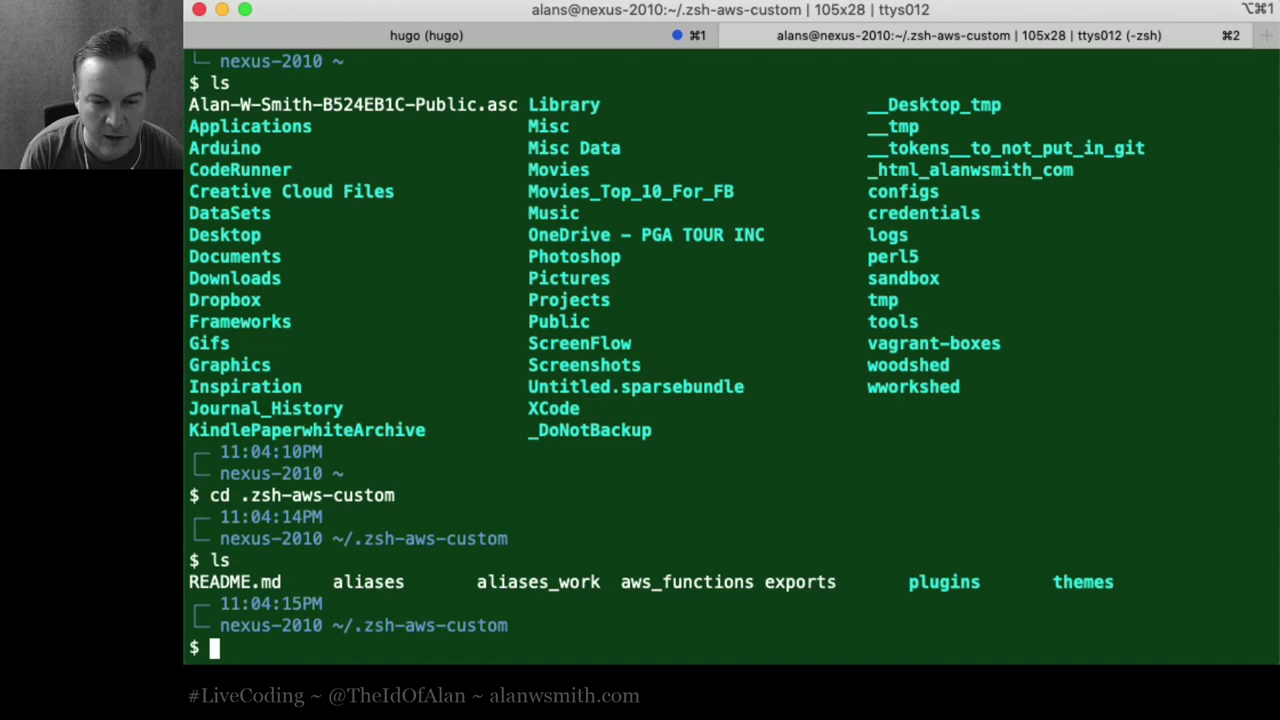 alans@nexus-2010:~/.zsh-aws-custom | 105x28 | ttys012 ⌥⌘1
hugo (hugo) ⌘1 alans@nexus-2010:~/.zsh-aws-custom | 105x28 | ttys012 (-zsh) ⌘2 +
└─ nexus-2010 ~
$ ls
Alan-W-Smith-B524EB1C-Public.asc Library __Desktop_tmp
Applications Misc __tmp
Arduino Misc Data __tokens__to_not_put_in_git
CodeRunner Movies _html_alanwsmith_com
Creative Cloud Files Movies_Top_10_For_FB configs
DataSets Music credentials
Desktop OneDrive – PGA TOUR INC logs
Documents Photoshop perl5
Downloads Pictures sandbox
Dropbox Projects tmp
Frameworks Public tools
Gifs ScreenFlow vagrant-boxes
Graphics Screenshots woodshed
Inspiration Untitled.sparsebundle wworkshed
Journal_History XCode
KindlePaperwhiteArchive _DoNotBackup
┌─ 11:04:10PM
└─ nexus-2010 ~
$ cd .zsh-aws-custom
┌─ 11:04:14PM
└─ nexus-2010 ~/.zsh-aws-custom
$ ls
README.md aliases aliases_work aws_functions exports plugins themes
┌─ 11:04:15PM
└─ nexus-2010 ~/.zsh-aws-custom
$
#LiveCoding ~ @TheIdOfAlan ~ alanwsmith.com